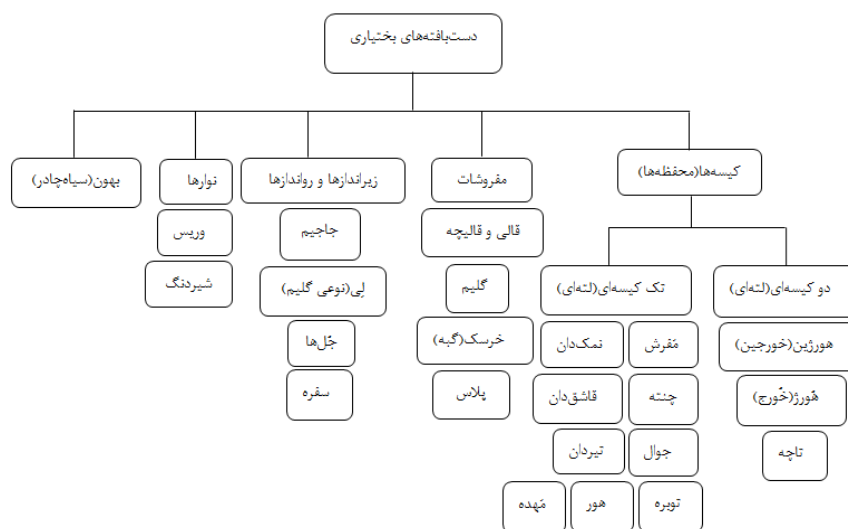 دست‌بافته‌های بختیاری
کیسه‌ها(محفظه‌ها)
مفروشات
زیراندازها و رواندازها
نوارها
بهون(سیاه‌چادر)
دو کیسه‌ای(لته‌ای)
هورژین(خورجین)
هُورژ(خُورج)
تاچه
تک کیسه‌ای(لته‌ای)
مَفرش
نمک‌دان
چنته
قاشق‌دان
جوال
تیردان
توبره
هور
مَهده
قالی و قالیچه
گلیم
خرسک(گبه)
پلاس
جاجیم
لِی(نوعی گلیم)
جُل‌ها
سفره
وریس
شیردنگ